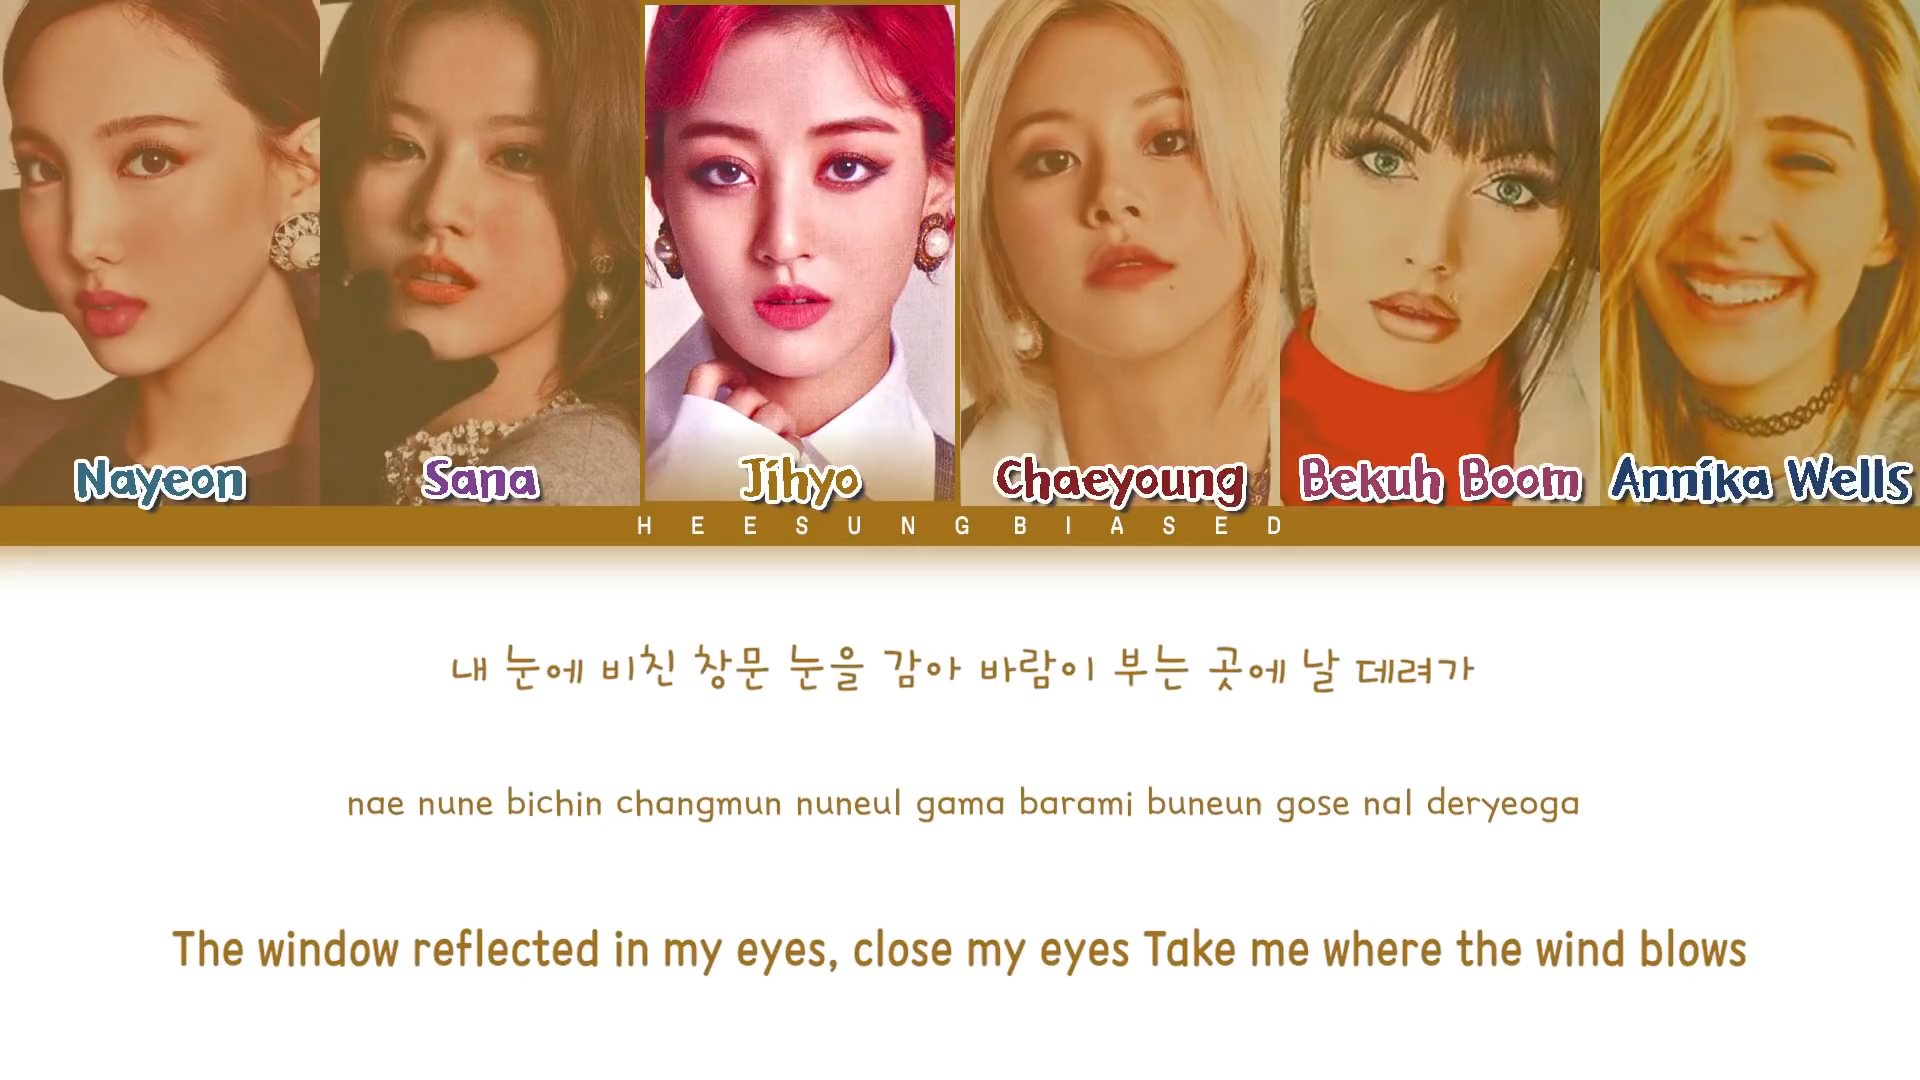 Nayeon
Sana
Jihyo
Chaeyoung
Bekuh Boom
Annika Wells
HEESUNGBIASED
내 눈에 비친 창문 눈을 감아 바람이 부는 곳에 날 데려가
nae nune bichin changmun nuneul gama barami buneun gose nal deryeoga
The window reflected in my eyes, close my eyes Take me where the wind blows